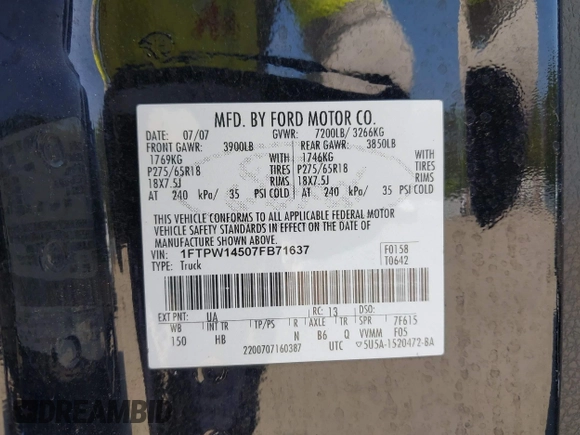 MFD. BY FORD MOTOR CO.
DATE: 07/07 GVWR: 7200LB/ 3266KG
FRONT GAWR: 3900LB REAR GAWR: 3850LB
1769KG WITH 1746KG WITH
P275/65R18 TIRES P275/65R18 TIRES
18X7.5J RIMS 18X7.5J RIMS
AT 240 kPa/ 35 PSI COLD AT 240 kPa/ 35 PSI COLD
THIS VEHICLE CONFORMS TO ALL APPLICABLE FEDERAL MOTOR
VEHICLE SAFETY STANDARDS IN EFFECT ON THE DATE OF
MANUFACTURE SHOWN ABOVE.
VIN: 1FTPW14507FB71637 F0158
TYPE: Truck T0642
EXT PNT: UA RC: 13 DSO:
WB INT TR TP/PS R AXLE TR SPR 7F615
150 HB N B6 Q VVMM F05
2200707160387 UTC 5U5A-1520472-BA
DREAMBID